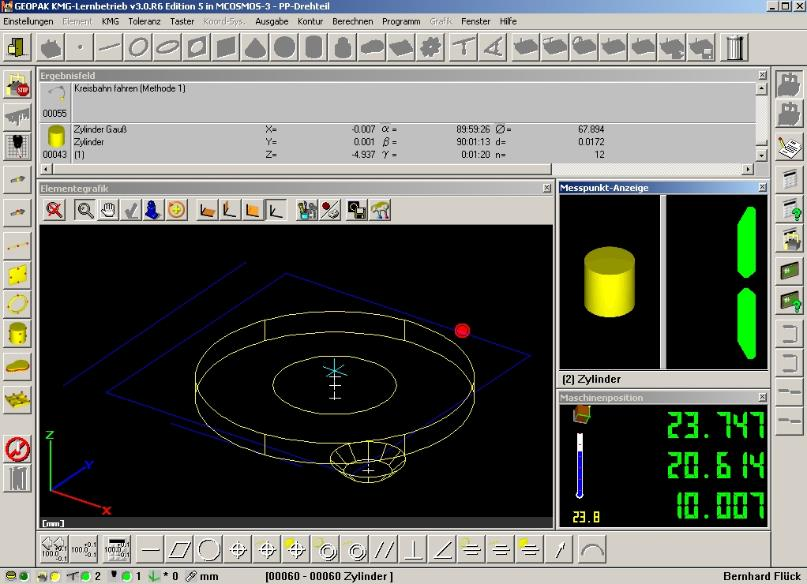 GEOPAK KMG-Lernbetrieb v3.0.R6 Edition 5 in MCOSMOS-3 - PP-Drehteil
Einstellungen Element KMG Toleranz Taster Koord-Sys. Ausgabe Kontur Berechnen Programm Grafik Fenster Hilfe
Ergebnisfeld
Kreisbahn fahren (Methode 1)
00055
Zylinder Gauß X= -0.007 α = 89:59:26 Ø= 67.894
Zylinder Y= 0.001 β = 90:01:13 d= 0.0172
00043 (1) Z= -4.937 γ = 0:01:20 n= 12
Elementegrafik
Messpunkt-Anzeige
1
(2) Zylinder
Maschinenposition
23.747
20.614
10.007
23.8
Z
Y
X
[mm]
2 1 * 0 mm [00060 - 00060 Zylinder ] Bernhard Flück